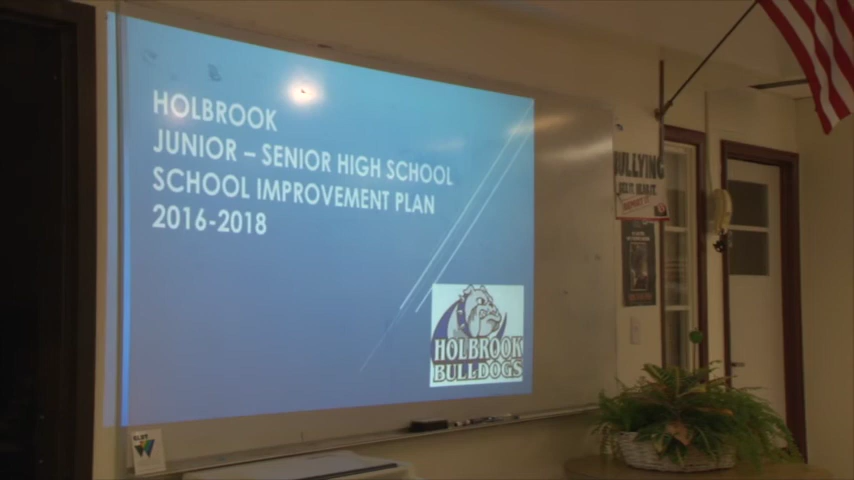 HOLBROOK
JUNIOR – SENIOR HIGH SCHOOL
SCHOOL IMPROVEMENT PLAN
2016-2018
HOLBROOK
BULLDOGS
BULLYING